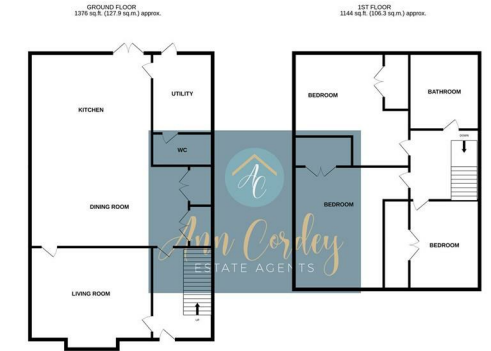 GROUND FLOOR
1376 sq.ft. (127.9 sq.m.) approx.
1ST FLOOR
1144 sq.ft. (106.3 sq.m.) approx.
UTILITY
KITCHEN
WC
DINING ROOM
LIVING ROOM
UP
BEDROOM
BATHROOM
DOWN
BEDROOM
BEDROOM
AC
Ann Cordey
ESTATE AGENTS